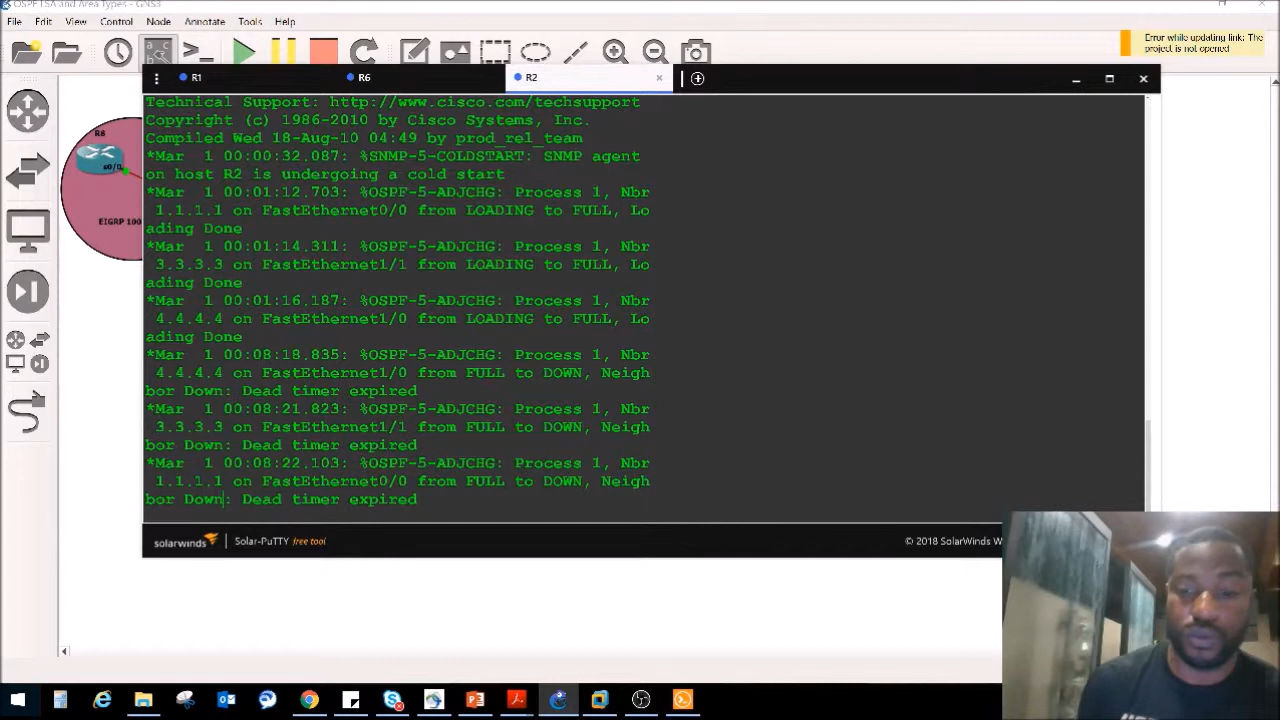 OSPF LSA and Area Types - GNS3
File Edit View Control Node Annotate Tools Help
Error while updating link: The
project is not opened
R1 R6 R2
Technical Support: http://www.cisco.com/techsupport
Copyright (c) 1986-2010 by Cisco Systems, Inc.
Compiled Wed 18-Aug-10 04:49 by prod_rel_team
*Mar 1 00:00:32.087: %SNMP-5-COLDSTART: SNMP agent
on host R2 is undergoing a cold start
*Mar 1 00:01:12.703: %OSPF-5-ADJCHG: Process 1, Nbr
1.1.1.1 on FastEthernet0/0 from LOADING to FULL, Lo
ading Done
*Mar 1 00:01:14.311: %OSPF-5-ADJCHG: Process 1, Nbr
3.3.3.3 on FastEthernet1/1 from LOADING to FULL, Lo
ading Done
*Mar 1 00:01:16.187: %OSPF-5-ADJCHG: Process 1, Nbr
4.4.4.4 on FastEthernet1/0 from LOADING to FULL, Lo
ading Done
*Mar 1 00:08:18.835: %OSPF-5-ADJCHG: Process 1, Nbr
4.4.4.4 on FastEthernet1/0 from FULL to DOWN, Neigh
bor Down: Dead timer expired
*Mar 1 00:08:21.823: %OSPF-5-ADJCHG: Process 1, Nbr
3.3.3.3 on FastEthernet1/1 from FULL to DOWN, Neigh
bor Down: Dead timer expired
*Mar 1 00:08:22.103: %OSPF-5-ADJCHG: Process 1, Nbr
1.1.1.1 on FastEthernet0/0 from FULL to DOWN, Neigh
bor Down: Dead timer expired
R8
s0/0
EIGRP 100
solarwinds Solar-PuTTY free tool © 2018 SolarWinds W